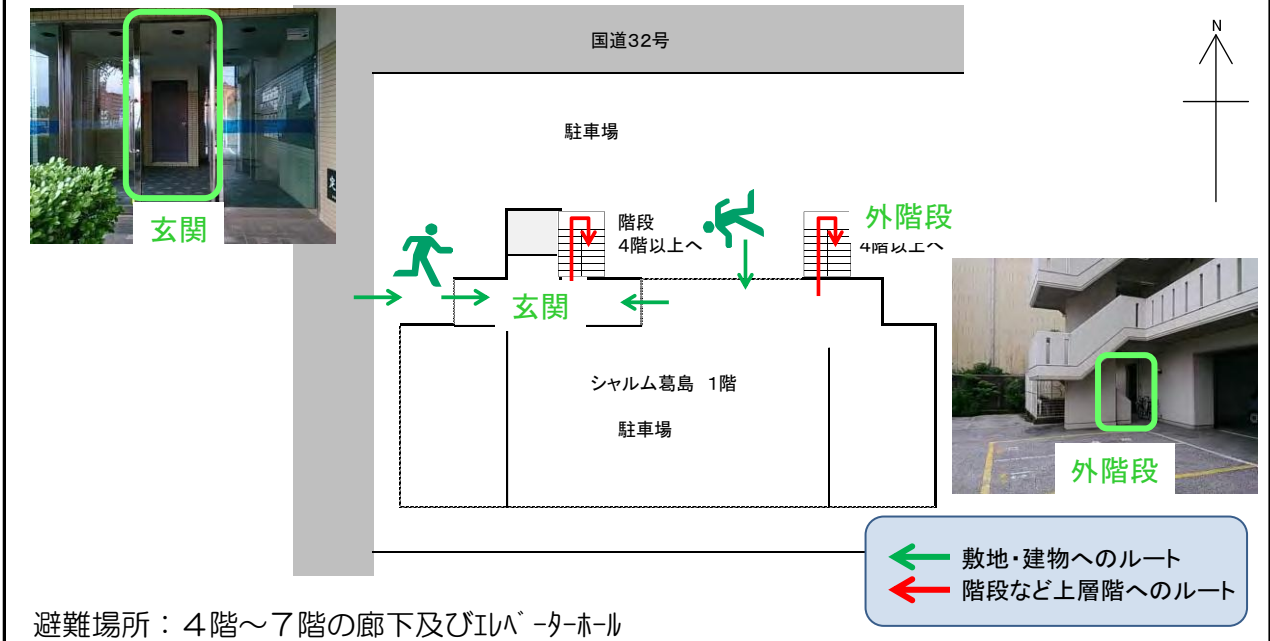 国道32号
N
駐車場
玄関
階段
4階以上へ
外階段
4階以上へ
玄関
シャルム葛島 1階
駐車場
外階段
敷地・建物へのルート
階段など上層階へのルート
避難場所：４階～７階の廊下及びｴﾚﾍﾞｰﾀｰﾎｰﾙ